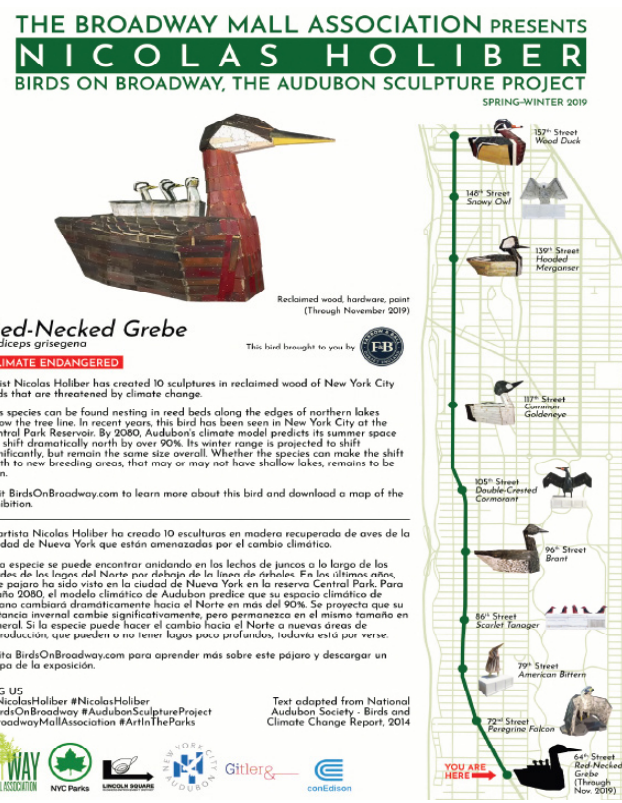 THE BROADWAY MALL ASSOCIATION PRESENTS
NICOLAS HOLIBER
BIRDS ON BROADWAY, THE AUDUBON SCULPTURE PROJECT
SPRING-WINTER 2019
Reclaimed wood, hardware, paint
(Through November 2019)
ed-Necked Grebe
diceps grisegena
This bird brought to you by
F&B
LIMATE ENDANGERED
ist Nicolas Holiber has created 10 sculptures in reclaimed wood of New York City
ds that are threatened by climate change.
s species can be found nesting in reed beds along the edges of northern lakes
ow the tree line. In recent years, this bird has been seen in New York City at the
ntral Park Reservoir. By 2080, Audubon's climate model predicts its summer space
shift dramatically north by over 90%. Its winter range is projected to shift
nificantly, but remain the same size overall. Whether the species can make the shift
th to new breeding areas, that may or may not have shallow lakes, remains to be
n.
it BirdsOnBroadway.com to learn more about this bird and download a map of the
ibition.
artista Nicolas Holiber ha creado 10 esculturas en madera recuperada de aves de la
dad de Nueva York que están amenazadas por el cambio climático.
a especie se puede encontrar anidando en los lechos de juncos a lo largo de los
des de los lagos del Norte por debajo de la línea de árboles. En los últimos años,
e pajaro ha sido visto en la ciudad de Nueva York en la reserva Central Park. Para
año 2080, el modelo climático de Audubon predice que su espacio climático de
ano cambiará dramáticamente hacia el Norte en más del 90%. Se proyecta que su
tancia invernal cambie significativamente, pero permanezca en el mismo tamaño en
neral. Si la especie puede hacer el cambio hacia el Norte a nuevas áreas de
roducción, que pueden o no tener lagos poco profundos, todavía está por verse.
ita BirdsOnBroadway.com para aprender más sobre este pájaro y descargar un
pa de la exposición.
G US
NicolasHoliber #NicolasHoliber
rdsOnBroadway #AudubonSculptureProject
roadwayMallAssociation #ArtInTheParks
Text adapted from National
Audubon Society - Birds and
Climate Change Report, 2014
WAY
L ASSOCIATION
NYC Parks
LINCOLN SQUARE
NEW YORK CITY
AUDUBON
Gitler&
conEdison
157th Street
Wood Duck
148th Street
Snowy Owl
139th Street
Hooded
Merganser
117th Street
Common
Goldeneye
105th Street
Double-Crested
Cormorant
96th Street
Brant
86th Street
Scarlet Tanager
79th Street
American Bittern
72nd Street
Peregrine Falcon
YOU ARE
HERE
64th Street
Red-Necked
Grebe
(Through
Nov. 2019)